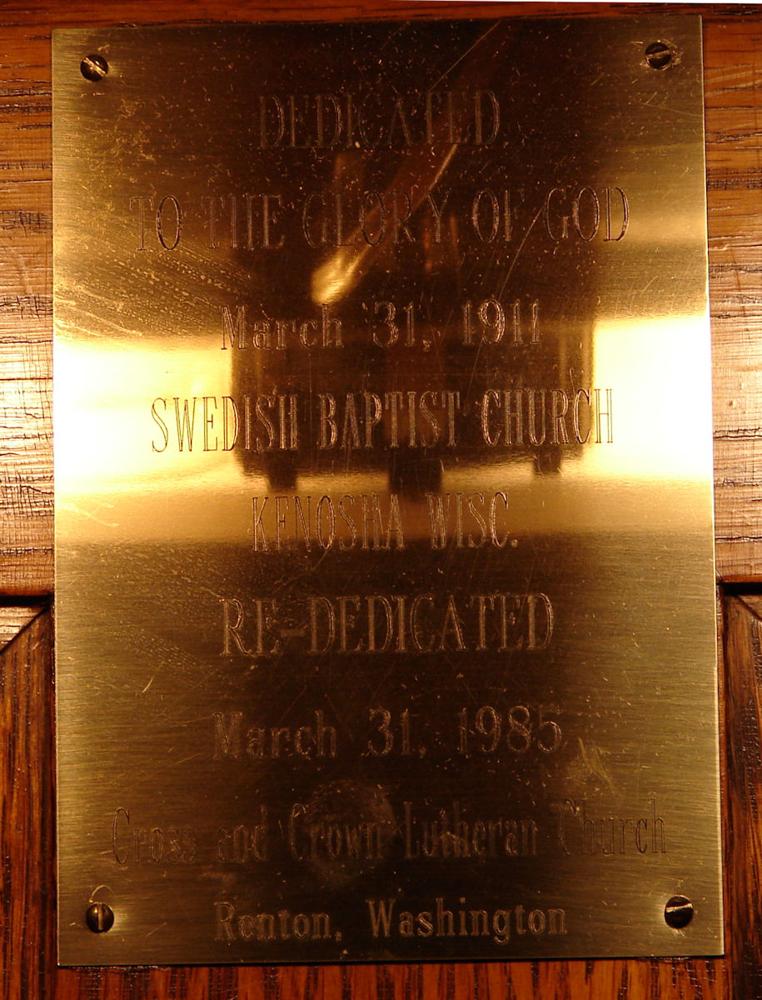 DEDICATED
TO THE GLORY OF GOD
March 31, 1911
SWEDISH BAPTIST CHURCH
KENOSHA WISC.
RE-DEDICATED
March 31, 1985
Cross and Crown Lutheran Church
Renton, Washington